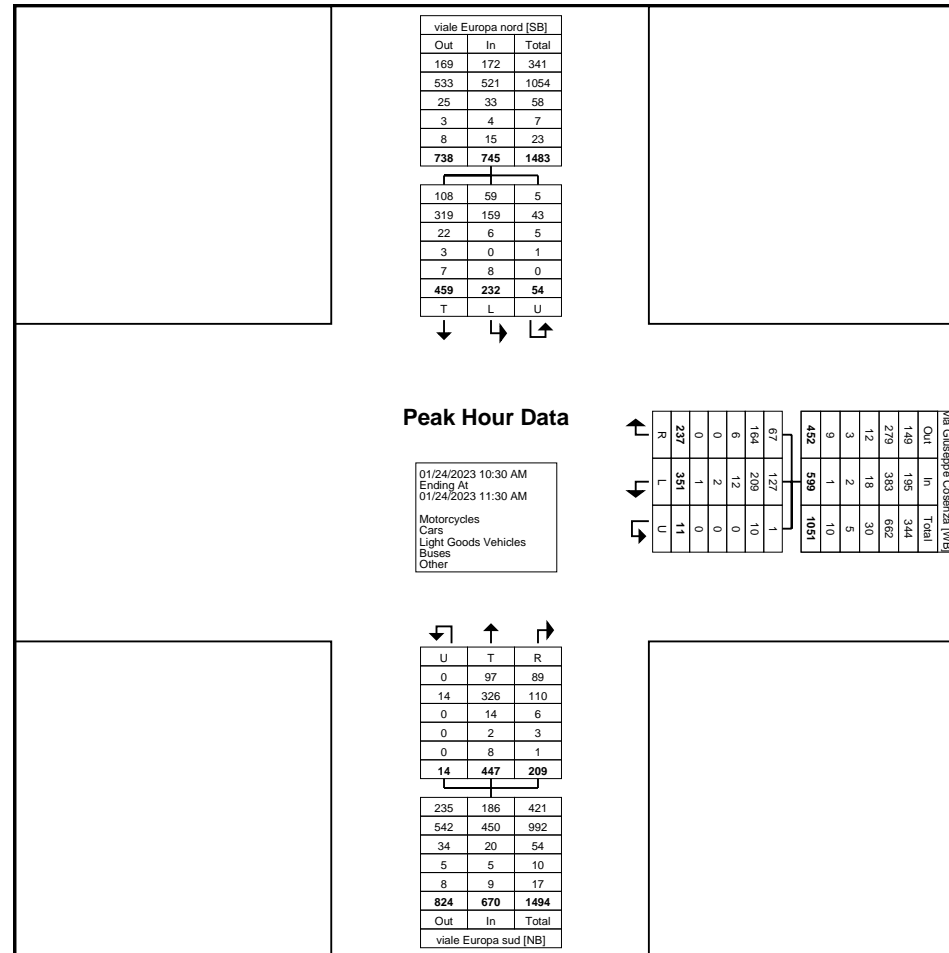 viale Europa nord [SB]
Out In Total
169 172 341
533 521 1054
25 33 58
3 4 7
8 15 23
738 745 1483
108 59 5
319 159 43
22 6 5
3 0 1
7 8 0
459 232 54
T L U
Peak Hour Data
01/24/2023 10:30 AM
Ending At
01/24/2023 11:30 AM
Motorcycles
Cars
Light Goods Vehicles
Buses
Other
via Giuseppe Cosenza [WB]
Out In Total
149 195 344
279 383 662
12 18 30
3 2 5
9 1 10
452 599 1051
67 127 1
164 209 10
6 12 0
0 2 0
0 1 0
237 351 11
R L U
U T R
0 97 89
14 326 110
0 14 6
0 2 3
0 8 1
14 447 209
235 186 421
542 450 992
34 20 54
5 5 10
8 9 17
824 670 1494
Out In Total
viale Europa sud [NB]